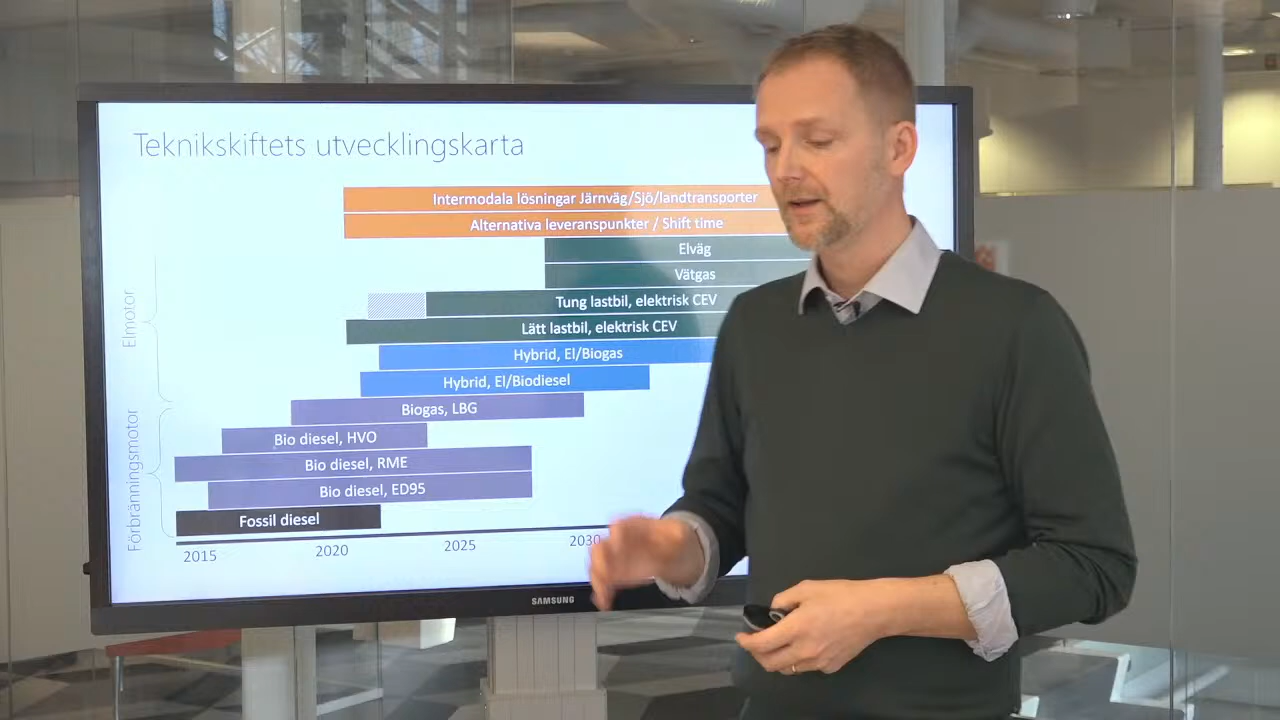 Teknikskiftets utvecklingskarta
Intermodala lösningar Järnväg/Sjö/landtransporter
Alternativa leveranspunkter / Shift time
Elväg
Vätgas
Tung lastbil, elektrisk CEV
Lätt lastbil, elektrisk CEV
Hybrid, El/Biogas
Hybrid, El/Biodiesel
Biogas, LBG
Bio diesel, HVO
Bio diesel, RME
Bio diesel, ED95
Fossil diesel
Elmotor
Förbränningsmotor
2015 2020 2025 2030
SAMSUNG